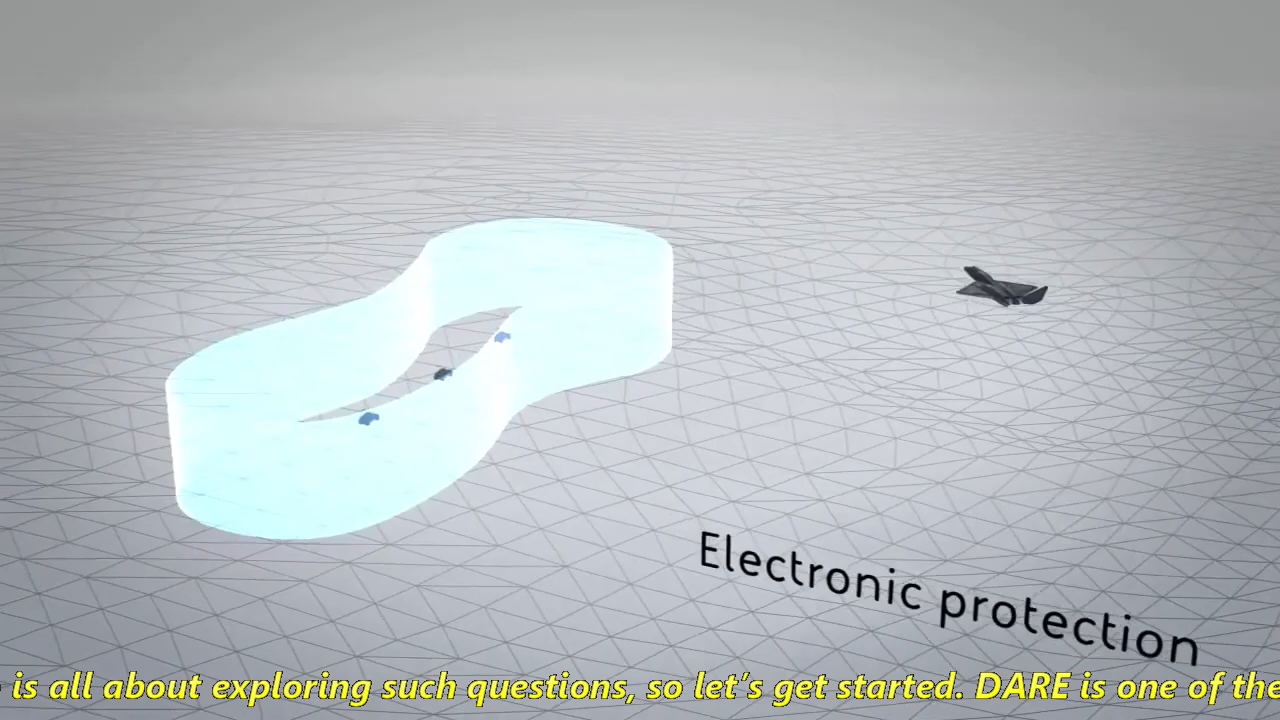 Electronic protection
is all about exploring such questions, so let's get started. DARE is one of the